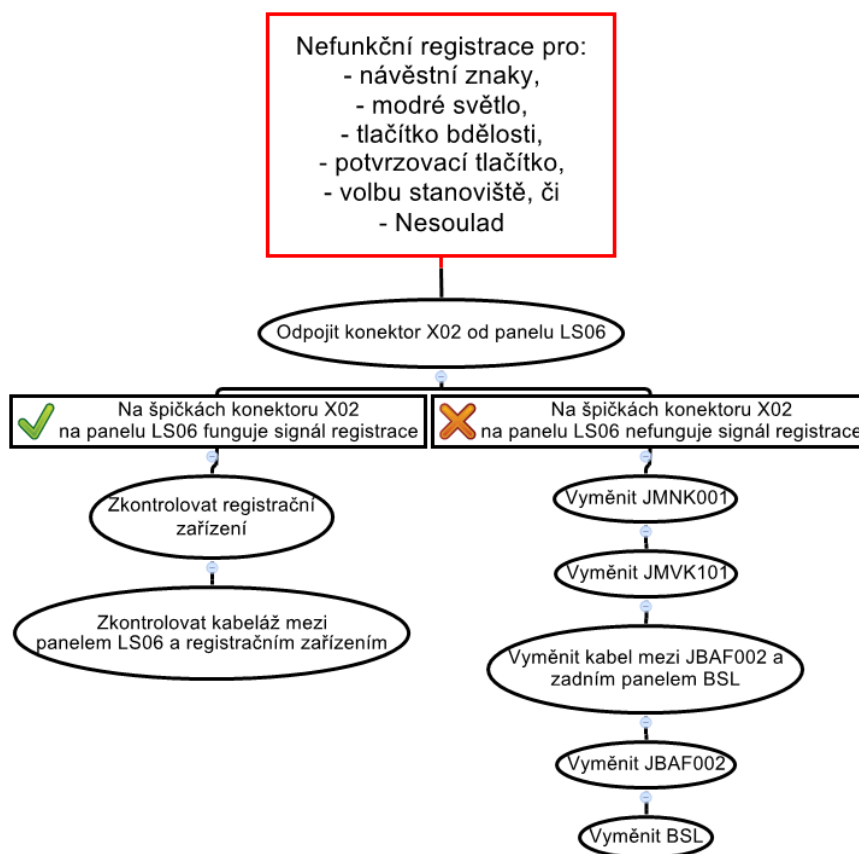 Nefunkční registrace pro:
- návěstní znaky,
- modré světlo,
- tlačítko bdělosti,
- potvrzovací tlačítko,
- volbu stanoviště, či
- Nesoulad
Odpojit konektor X02 od panelu LS06
Na špičkách konektoru X02
na panelu LS06 funguje signál registrace
Na špičkách konektoru X02
na panelu LS06 nefunguje signál registrace
Zkontrolovat registrační
zařízení
Zkontrolovat kabeláž mezi
panelem LS06 a registračním zařízením
Vyměnit JMNK001
Vyměnit JMVK101
Vyměnit kabel mezi JBAF002 a
zadním panelem BSL
Vyměnit JBAF002
Vyměnit BSL